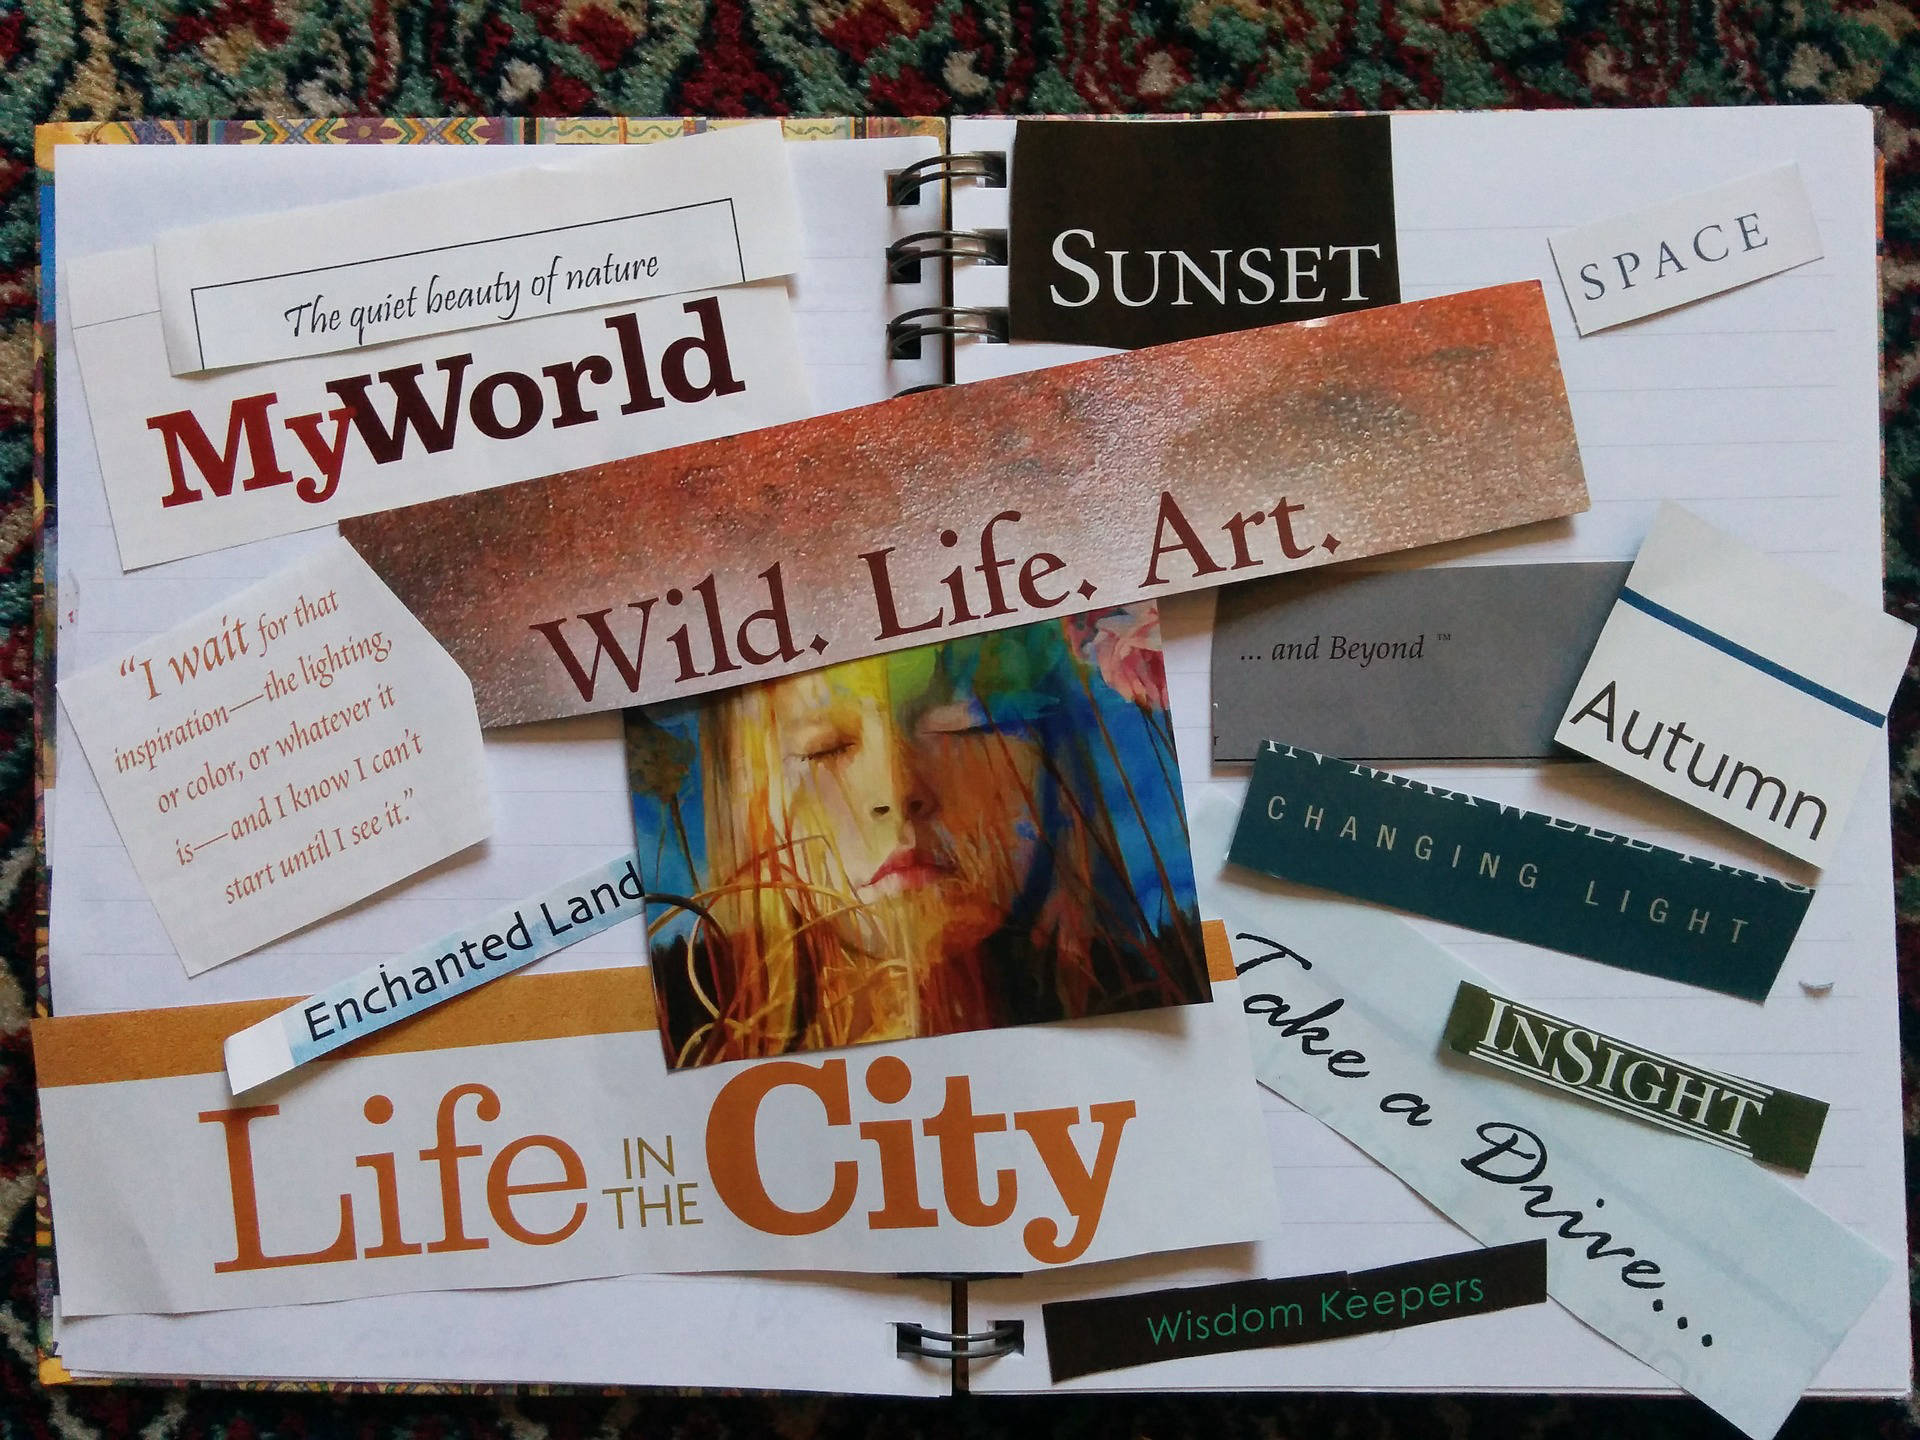 The quiet beauty of nature
MyWorld
SUNSET
SPACE
Wild. Life. Art.
“I wait for that
inspiration—the lighting,
or color, or whatever it
is—and I know I can’t
start until I see it.”
... and Beyond ™
Autumn
CHANGING LIGHT
Enchanted Land
Life IN THE City
Take a Drive...
INSIGHT
Wisdom Keepers